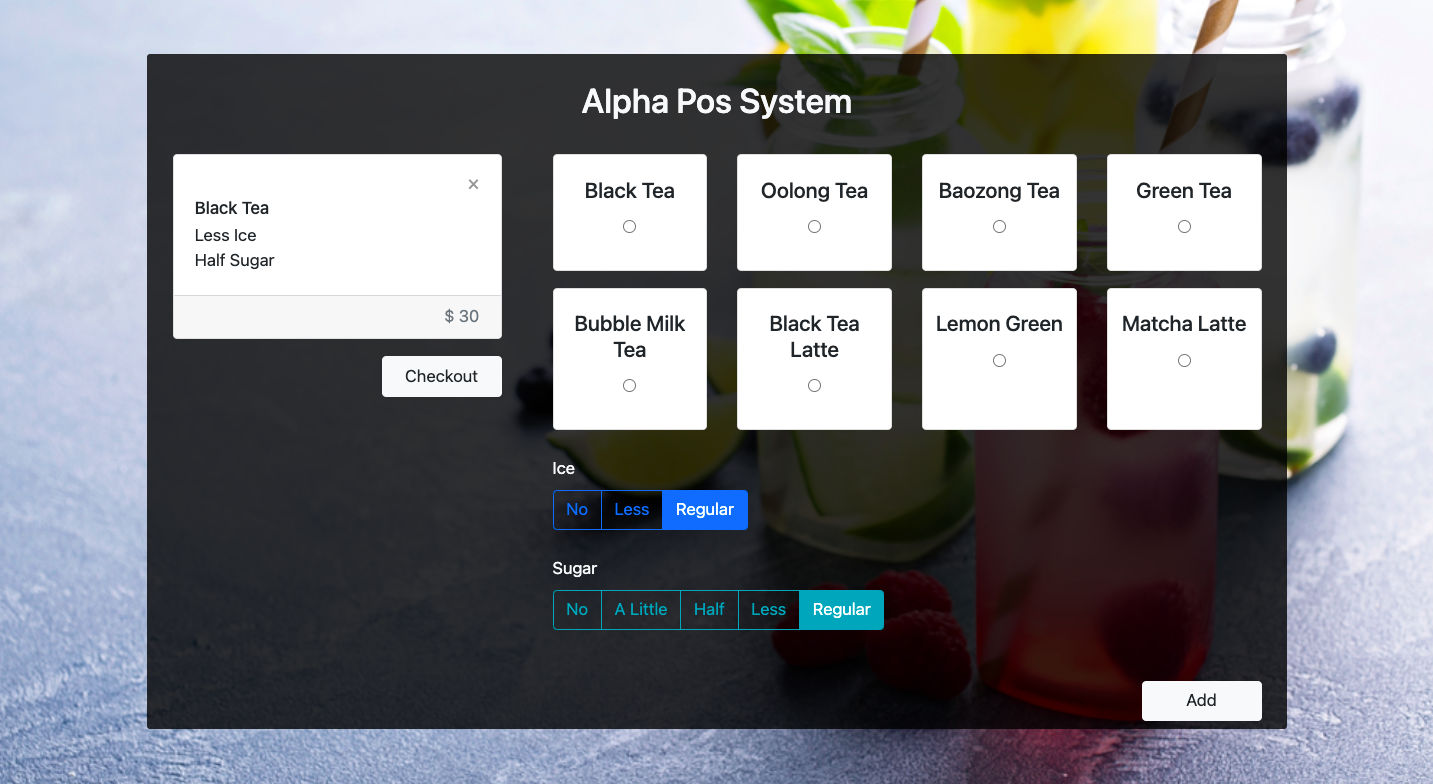 Alpha Pos System
×
Black Tea
Less Ice
Half Sugar
$ 30
Checkout
Black Tea
Oolong Tea
Baozong Tea
Green Tea
Bubble Milk
Tea
Black Tea
Latte
Lemon Green
Matcha Latte
Ice
No
Less
Regular
Sugar
No
A Little
Half
Less
Regular
Add